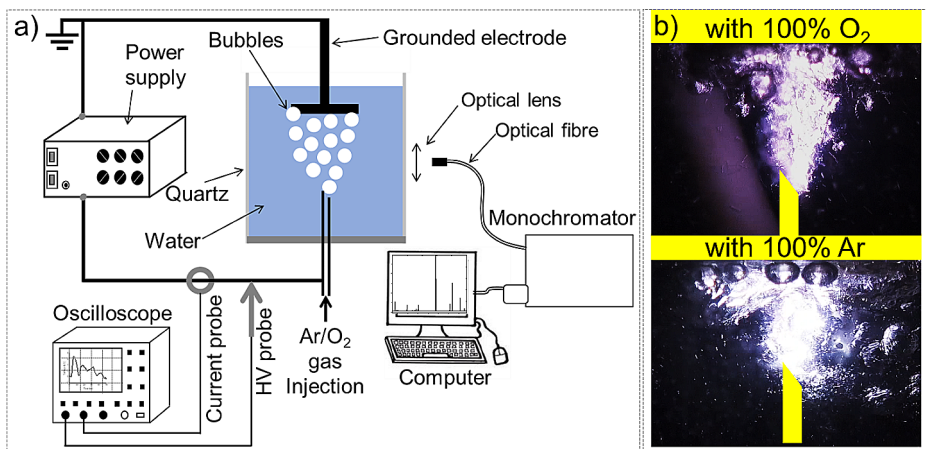 a)
Bubbles
Grounded electrode
Power
supply
Optical lens
Optical fibre
Quartz
Water
Monochromator
Oscilloscope
Current probe
HV probe
Ar/O₂
gas
Injection
Computer
b)
with 100% O₂
with 100% Ar